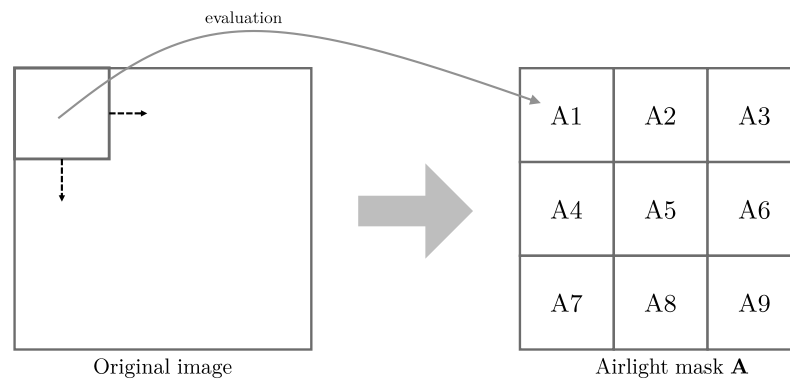 evaluation
A1 A2 A3
A4 A5 A6
A7 A8 A9
Original image
Airlight mask A